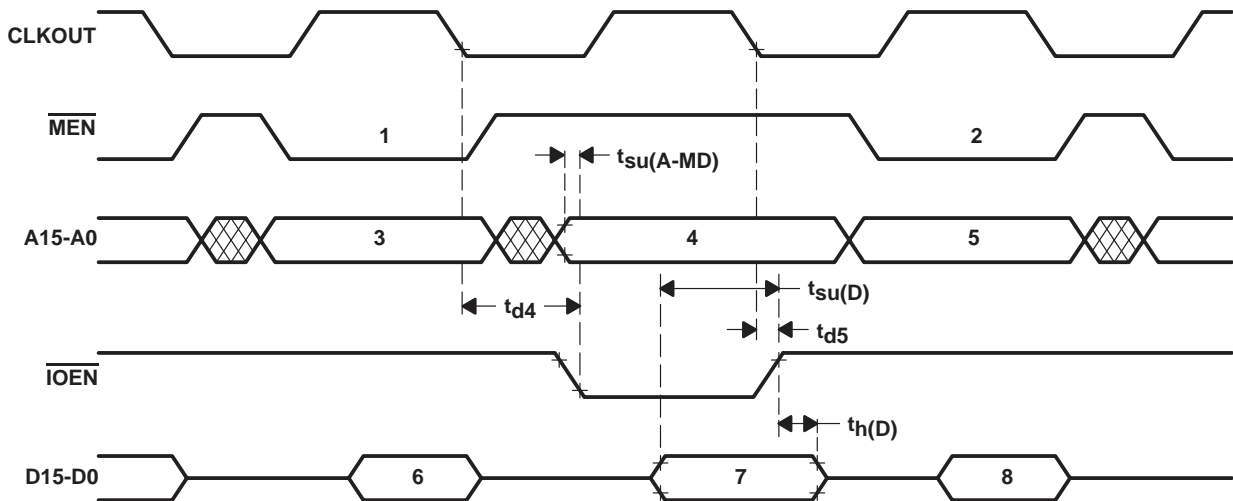 CLKOUT
MEN
1
2
tsu(A-MD)
A15-A0
3
4
5
tsu(D)
td4
td5
IOEN
th(D)
D15-D0
6
7
8